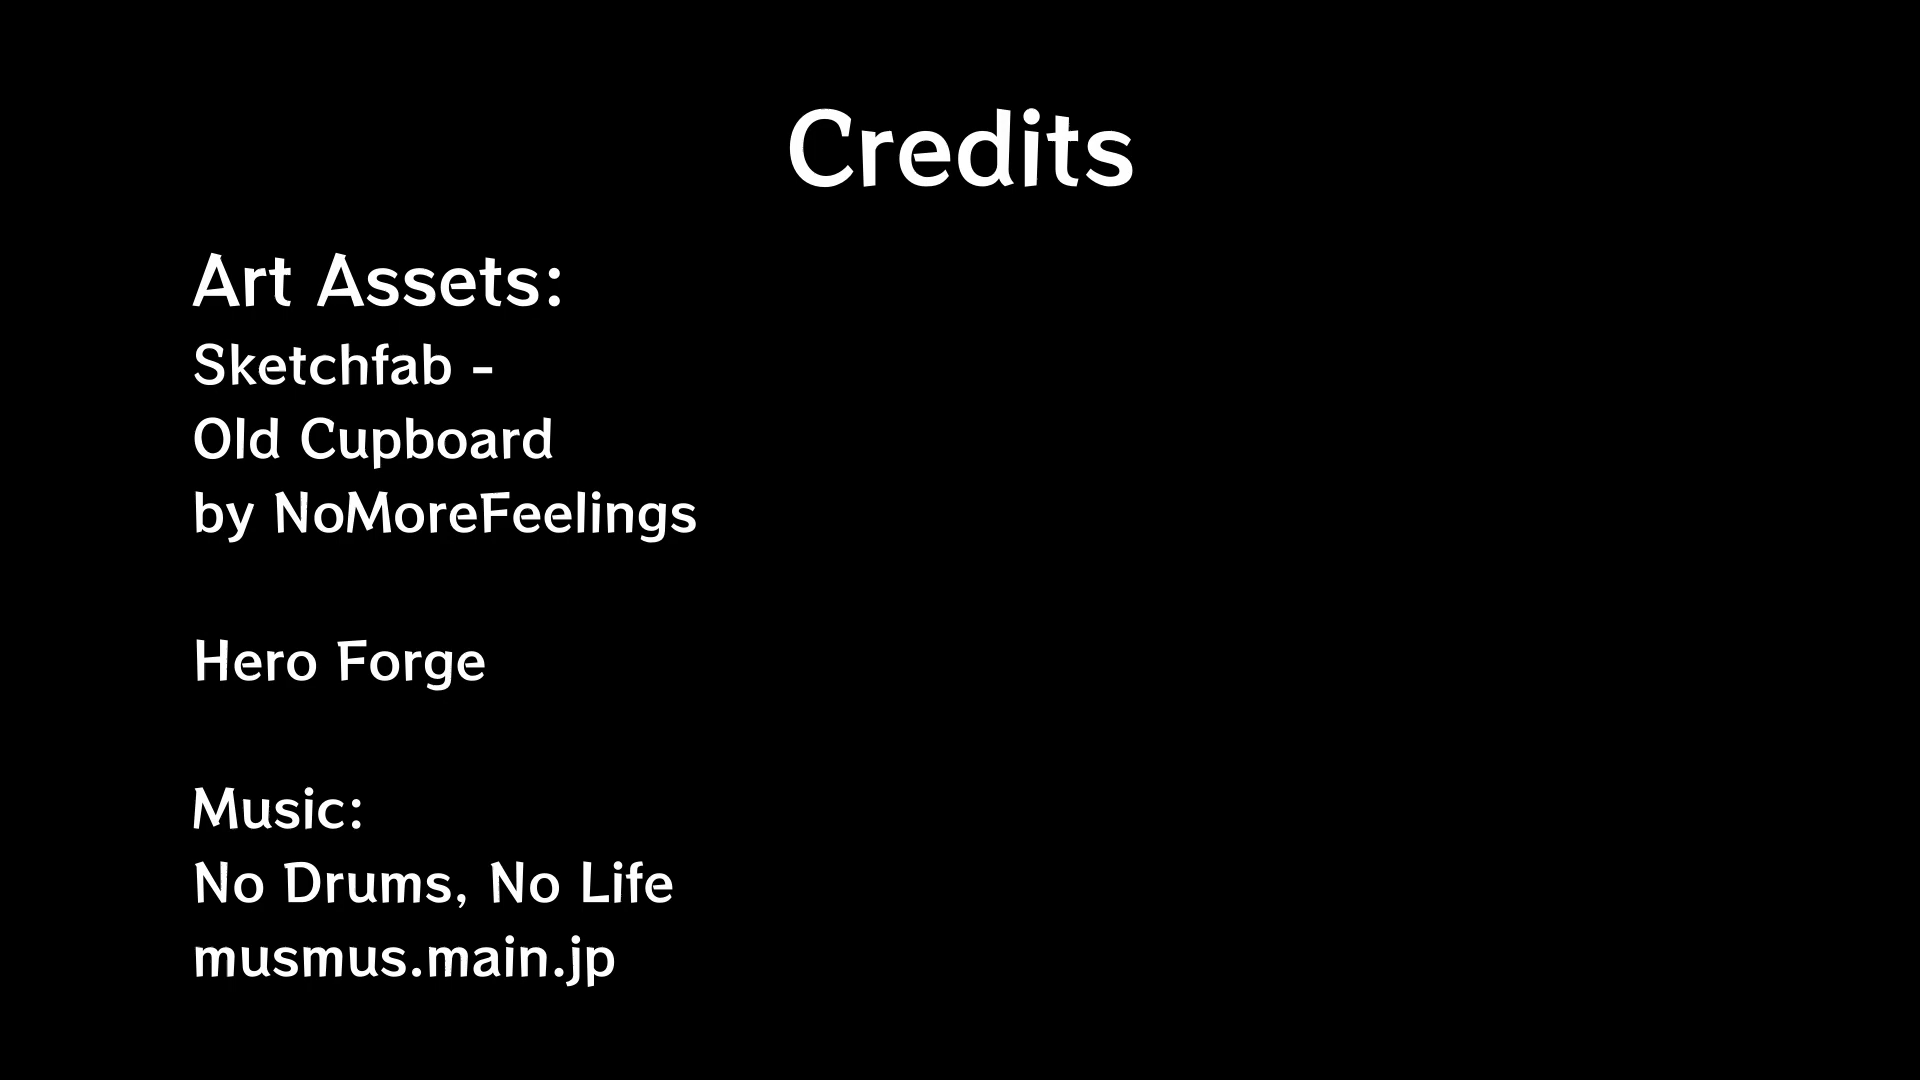 Credits
Art Assets:
Sketchfab -
Old Cupboard
by NoMoreFeelings
Hero Forge
Music:
No Drums, No Life
musmus.main.jp